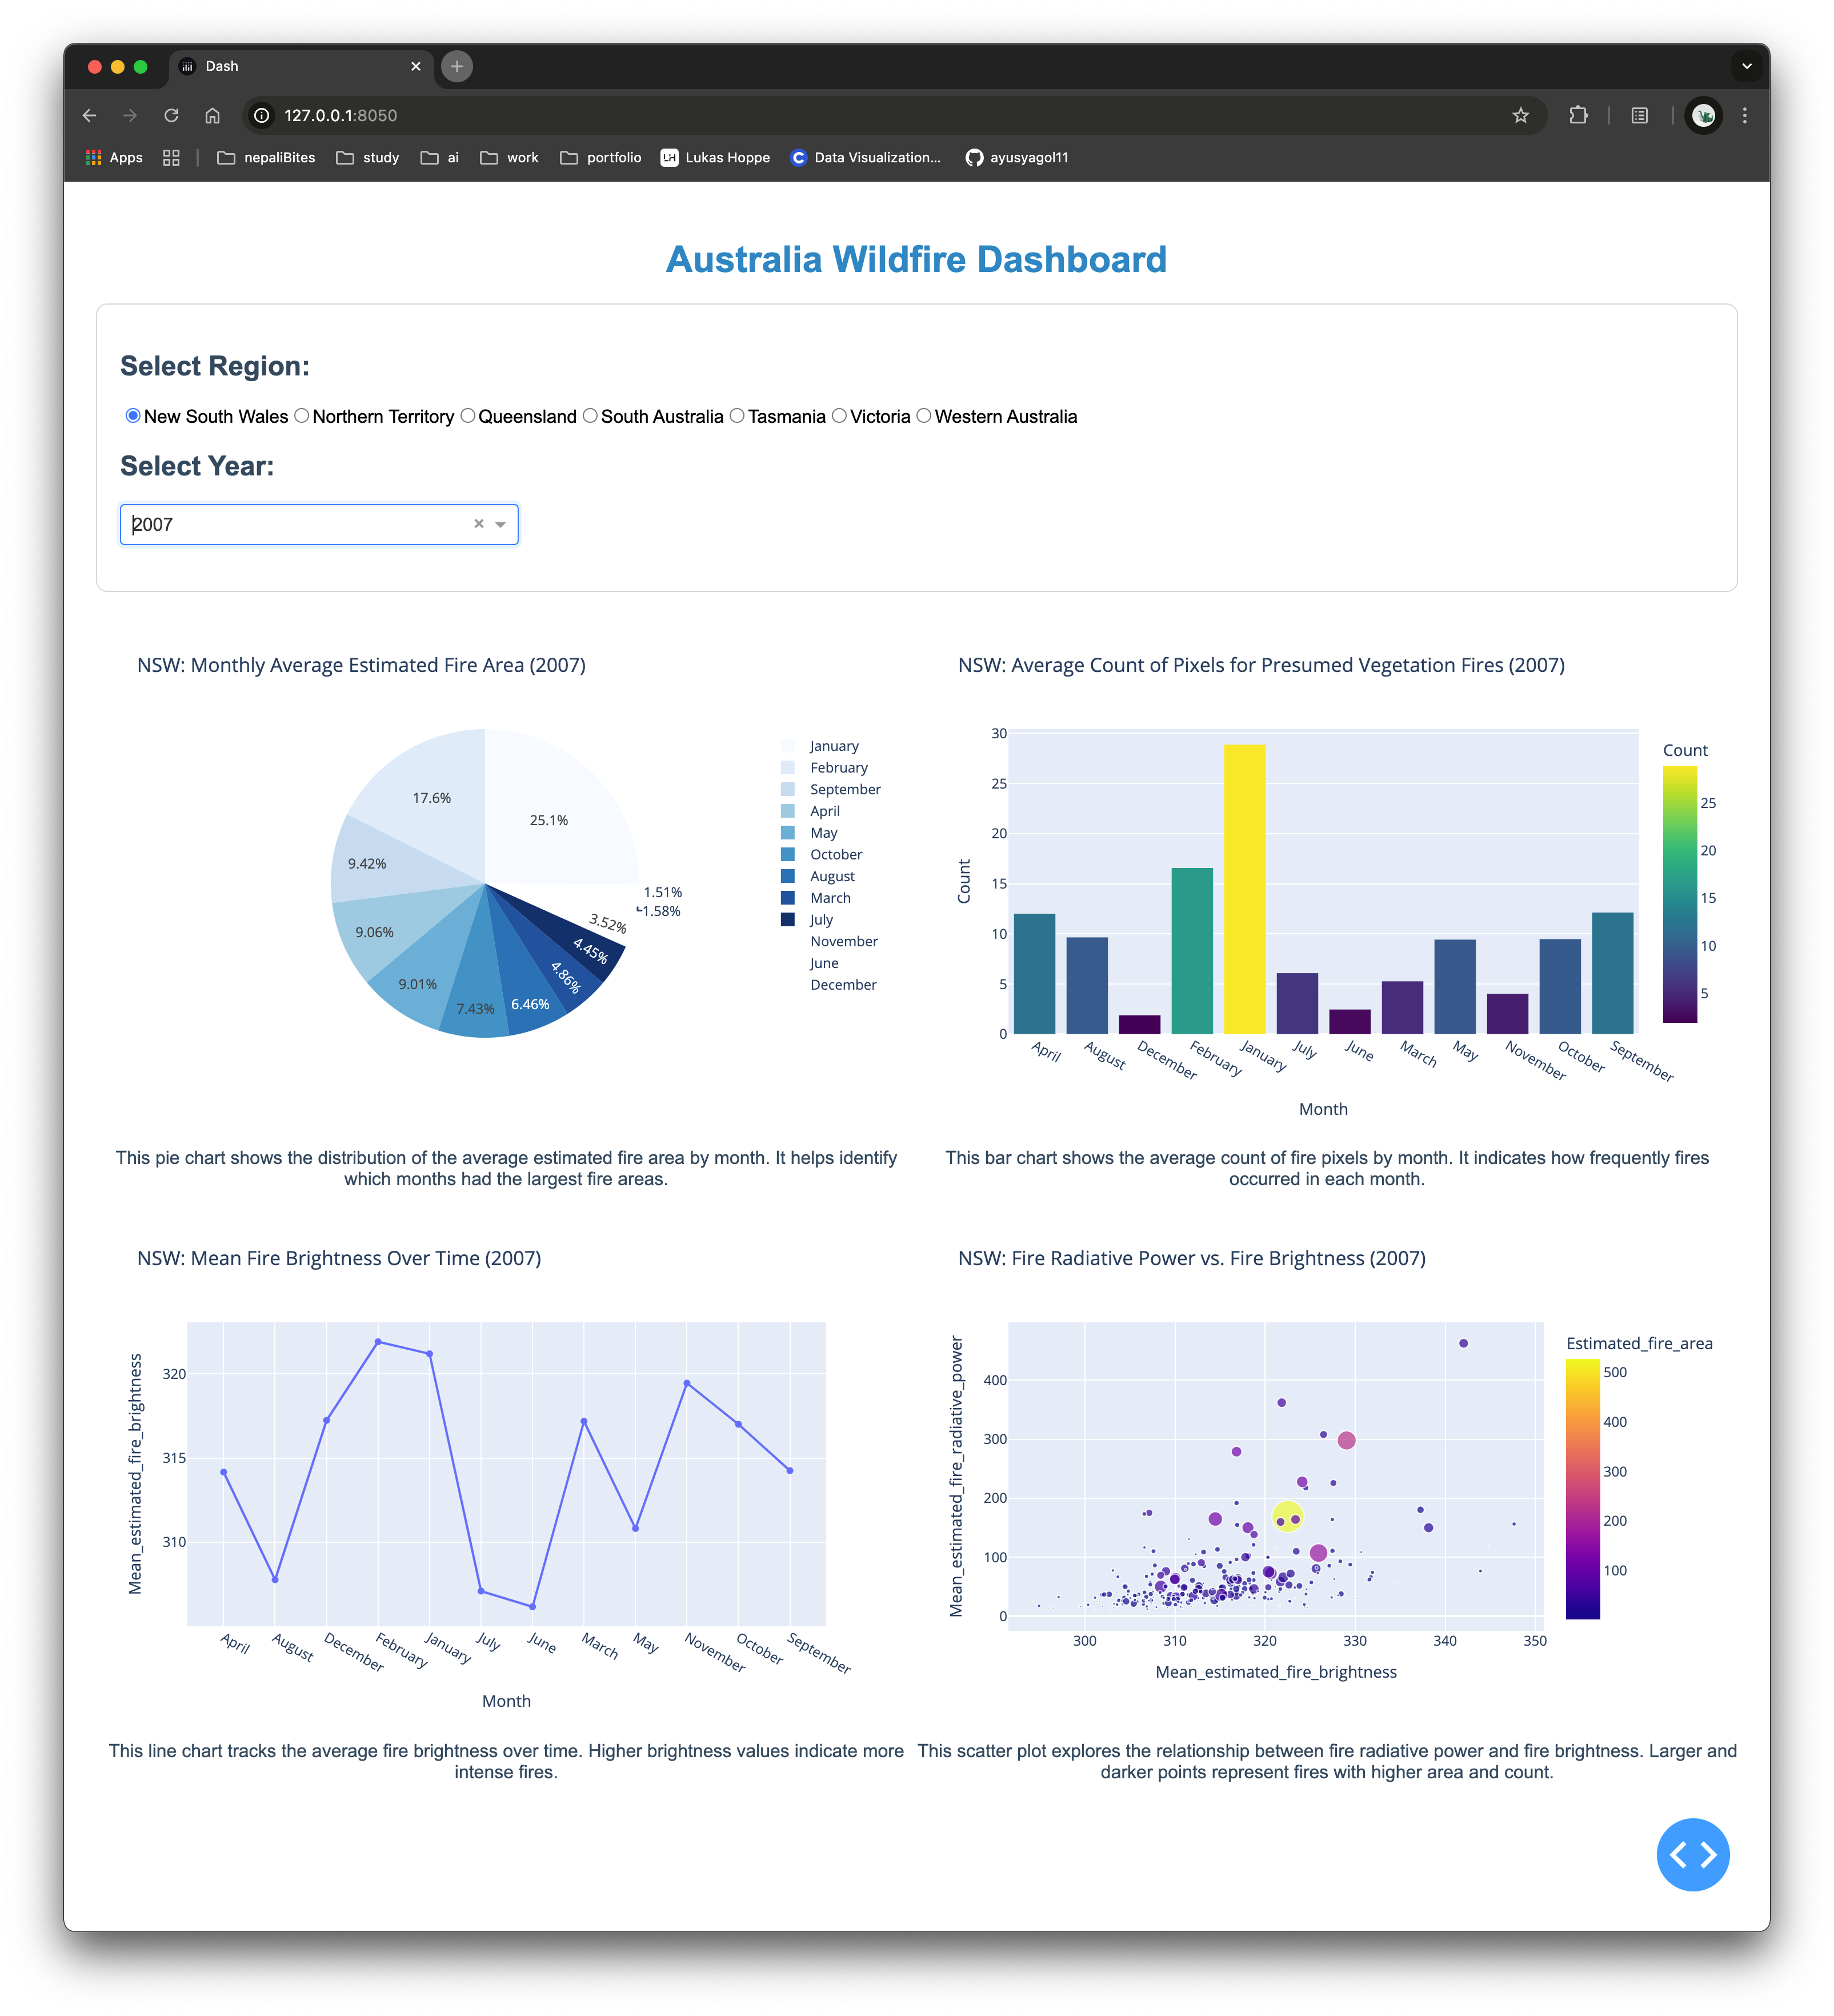 Dash
127.0.0.1:8050
Apps
nepaliBites
study
ai
work
portfolio
LH
Lukas Hoppe
C
Data Visualization...
ayusyagol11
Australia Wildfire Dashboard
Select Region:
New South Wales Northern Territory Queensland South Australia Tasmania Victoria Western Australia
Select Year:
2007
NSW: Monthly Average Estimated Fire Area (2007)
17.6%
25.1%
9.42%
1.51%
1.58%
3.52%
9.06%
4.45%
4.86%
9.01%
7.43%
6.46%
January
February
September
April
May
October
August
March
July
November
June
December
This pie chart shows the distribution of the average estimated fire area by month. It helps identify
which months had the largest fire areas.
NSW: Average Count of Pixels for Presumed Vegetation Fires (2007)
Count
30
25
20
15
10
5
0
April
August
December
February
January
July
June
March
May
November
October
September
Month
Count
25
20
15
10
5
This bar chart shows the average count of fire pixels by month. It indicates how frequently fires
occurred in each month.
NSW: Mean Fire Brightness Over Time (2007)
Mean_estimated_fire_brightness
320
315
310
April
August
December
February
January
July
June
March
May
November
October
September
Month
This line chart tracks the average fire brightness over time. Higher brightness values indicate more
intense fires.
NSW: Fire Radiative Power vs. Fire Brightness (2007)
Mean_estimated_fire_radiative_power
400
300
200
100
0
300
310
320
330
340
350
Mean_estimated_fire_brightness
Estimated_fire_area
500
400
300
200
100
This scatter plot explores the relationship between fire radiative power and fire brightness. Larger and
darker points represent fires with higher area and count.